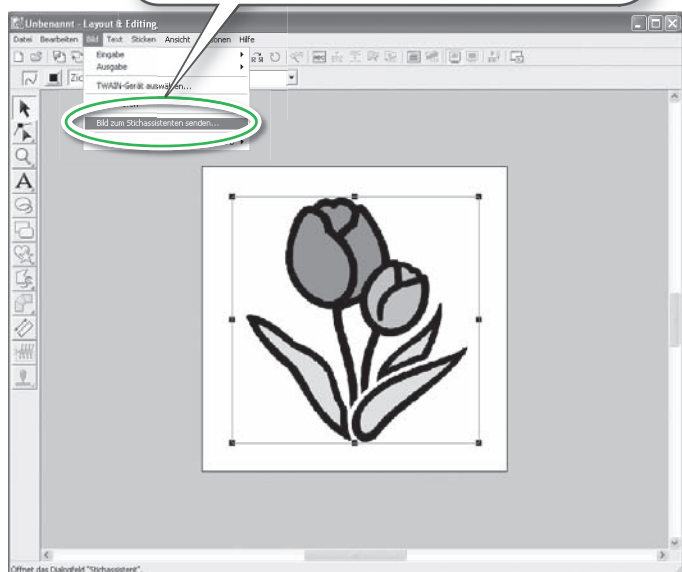 Unbenannt - Layout & Editing
Datei Bearbeiten Bild Text Sticken Ansicht Hilfe
Eingabe
Ausgabe
TWAIN-Gerät auswählen...
Bild zum Stichassistenten senden...
A
Öffnet das Dialogfeld "Stichassistent".